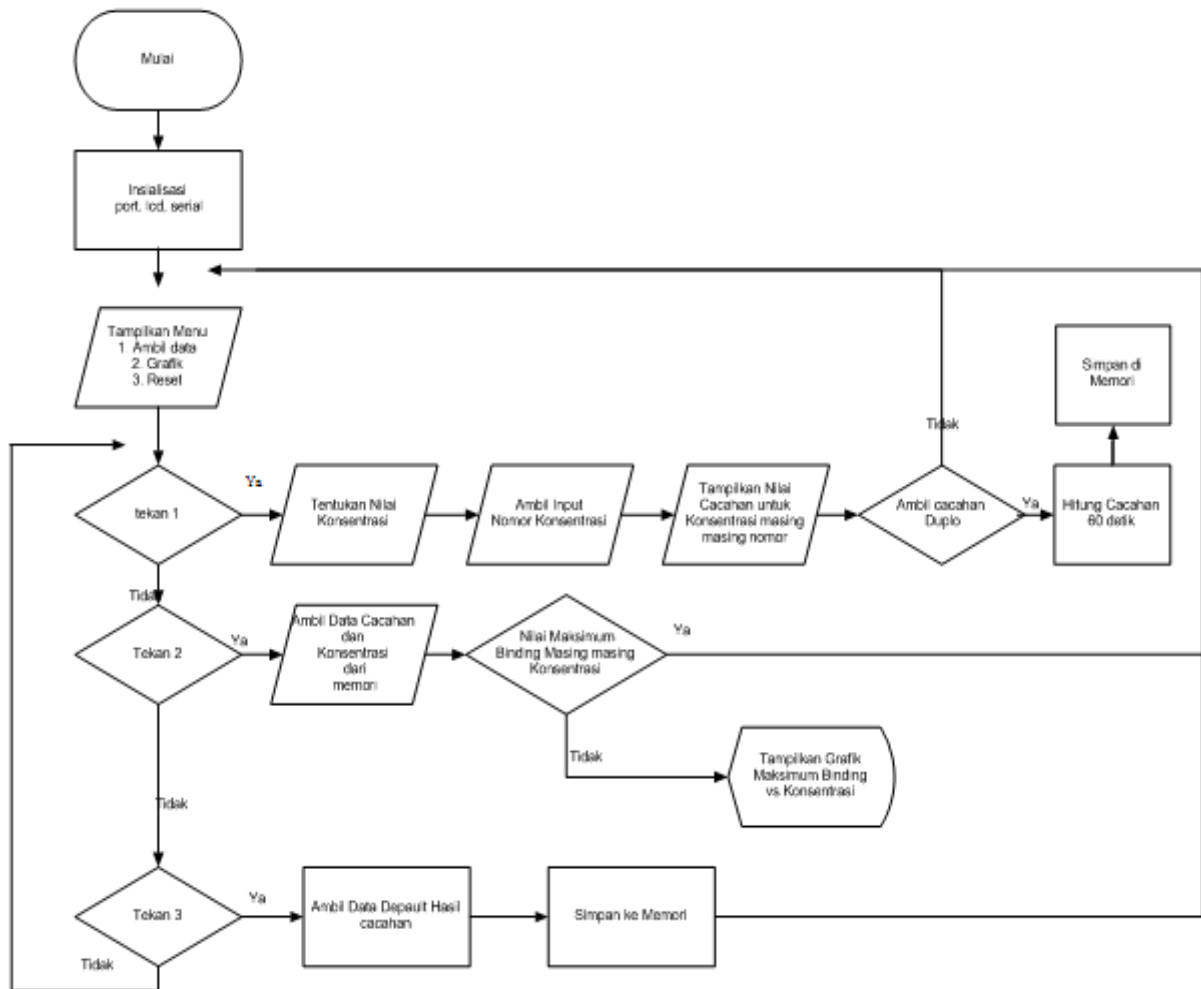 Mulai
Insialisasi
port, lcd, serial
Tampilkan Menu
1. Ambil data
2. Grafik
3. Reset
tekan 1
Ya
Tentukan Nilai
Konsentrasi
Ambil Input
Nomor Konsentrasi
Tampilkan Nilai
Cacahan untuk
Konsentrasi masing
masing nomor
Tidak
Ambil cacahan
Duplo
Ya
Hitung Cacahan
60 detik
Simpan di
Memori
Tidak
Tekan 2
Ya
Ambil Data Cacahan
dan
Konsentrasi
dari
memori
Nilai Maksimum
Binding Masing masing
Konsentrasi
Ya
Tidak
Tampilkan Grafik
Maksimum Binding
vs Konsentrasi
Tidak
Tekan 3
Ya
Ambil Data Depault Hasil
cacahan
Simpan ke Memori
Tidak